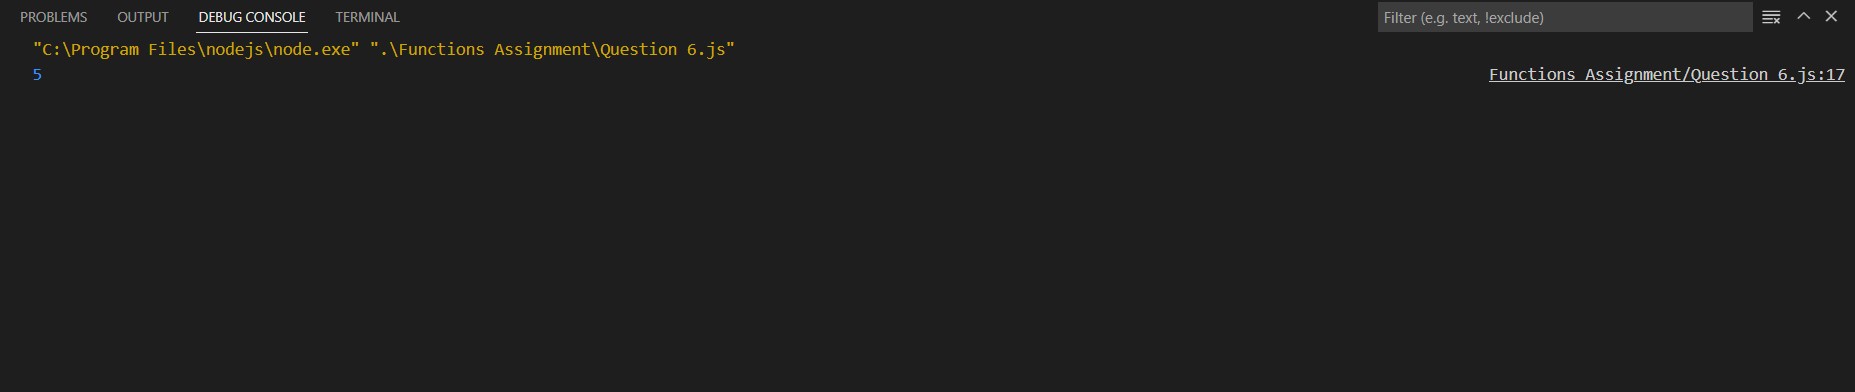 PROBLEMS OUTPUT DEBUG CONSOLE TERMINAL Filter (e.g. text, !exclude)
"C:\Program Files\nodejs\node.exe" ".\Functions Assignment\Question 6.js"
5 Functions Assignment/Question 6.js:17